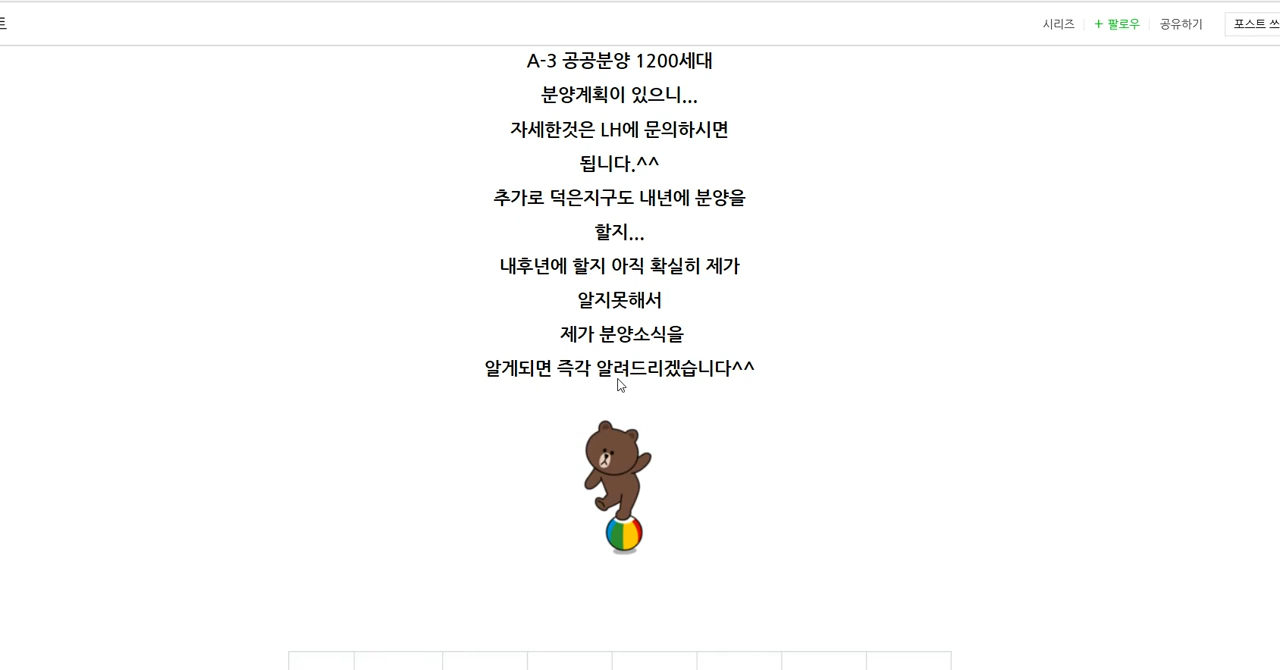 트
시리즈
+ 팔로우
공유하기
포스트 쓰
A-3 공공분양 1200세대
분양계획이 있으니...
자세한것은 LH에 문의하시면
됩니다.^^
추가로 덕은지구도 내년에 분양을
할지...
내후년에 할지 아직 확실히 제가
알지못해서
제가 분양소식을
알게되면 즉각 알려드리겠습니다^^